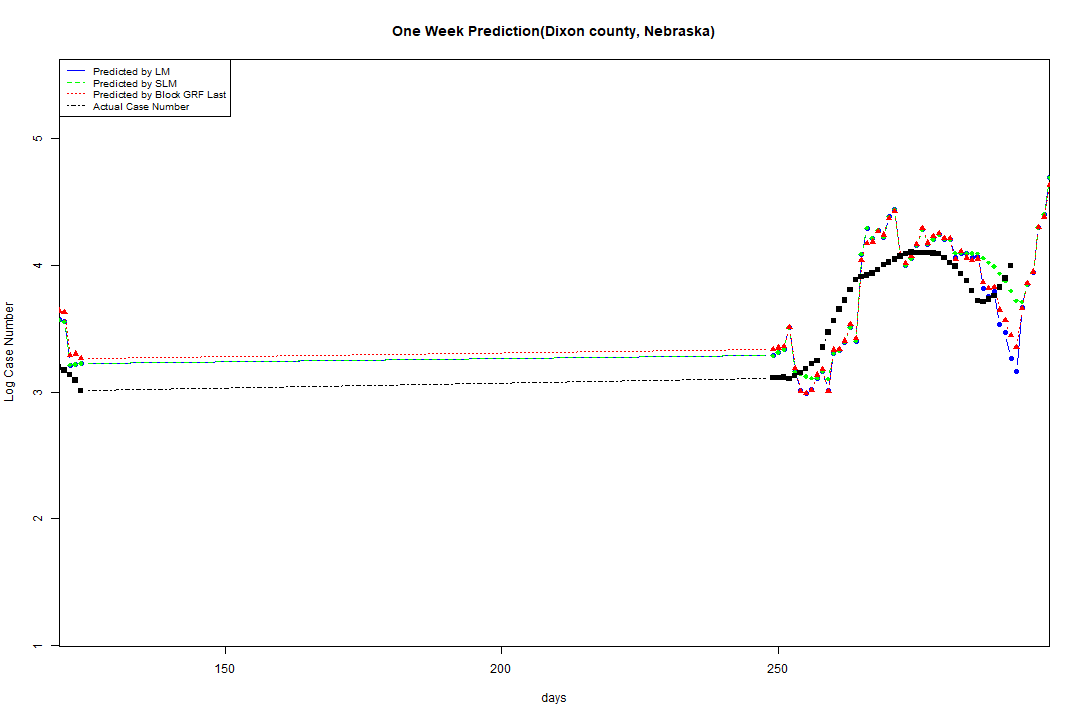 One Week Prediction(Dixon county, Nebraska)
Predicted by LM
Predicted by SLM
Predicted by Block GRF Last
Actual Case Number
5
4
3
2
1
Log Case Number
150
200
250
days